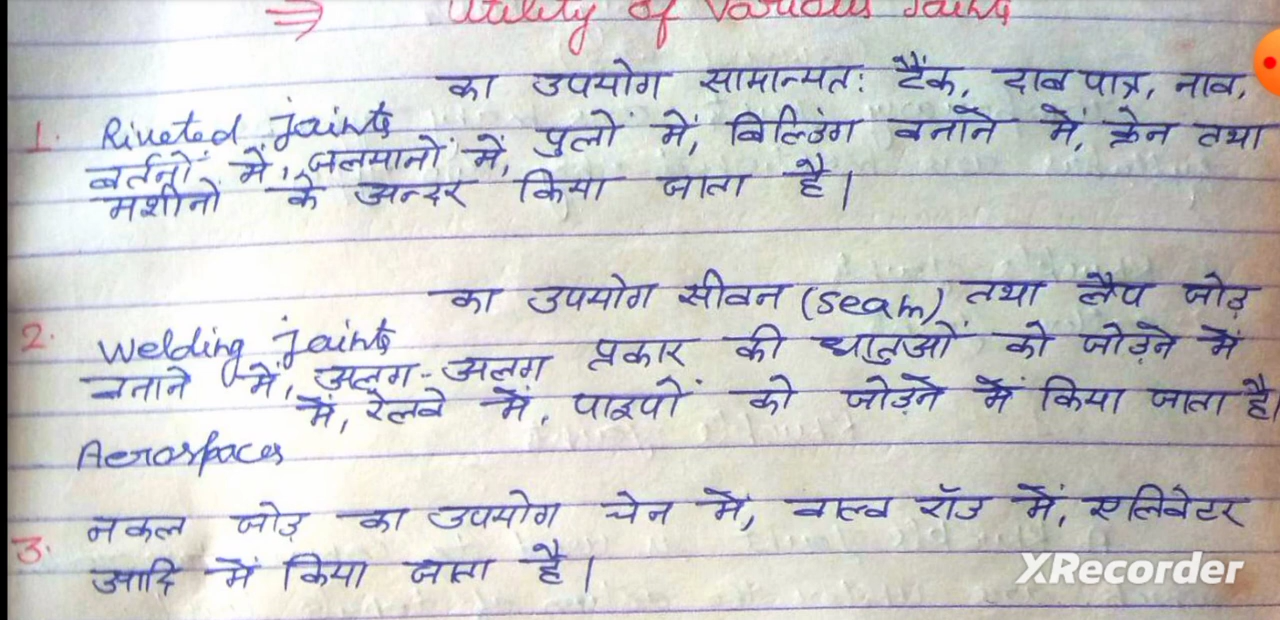 ⇒ Utility of Various Joints
1. Riveted Joints का उपयोग सामान्यतः टैंक, दाब पात्र, नाव,
बर्तनों में, जलयानों में, पुलों में, बिल्डिंग बनाने में, क्रेन तथा
मशीनों के अन्दर किया जाता है।
2. Welding Joints का उपयोग सीवन (Seam) तथा लैप जोड़
बनाने में, अलग-अलग प्रकार की धातुओं को जोड़ने में
Aerospaces में, रेलवे में, पाइपों को जोड़ने में किया जाता है।
3. नकल जोड़ का उपयोग चेन में, वाल्व रॉड में, एलिवेटर
आदि में किया जाता है।
XRecorder